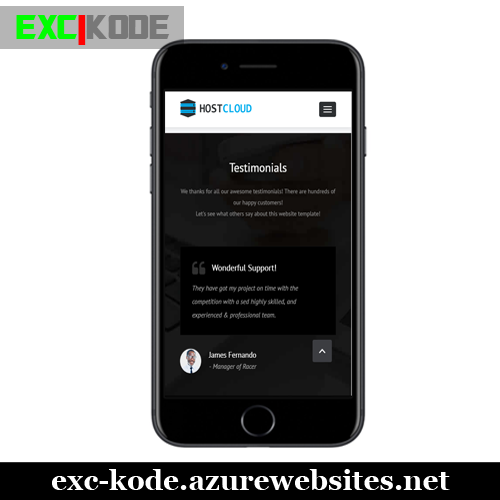 EXC|KODE
HOSTCLOUD
Testimonials
We thanks for all our awesome testimonials! There are hundreds of
our happy customers!
Let's see what others say about this website template!
Wonderful Support!
They have got my project on time with the
competition with a sed highly skilled, and
experienced & professional team.
James Fernando
- Manager of Racer
exc-kode.azurewebsites.net